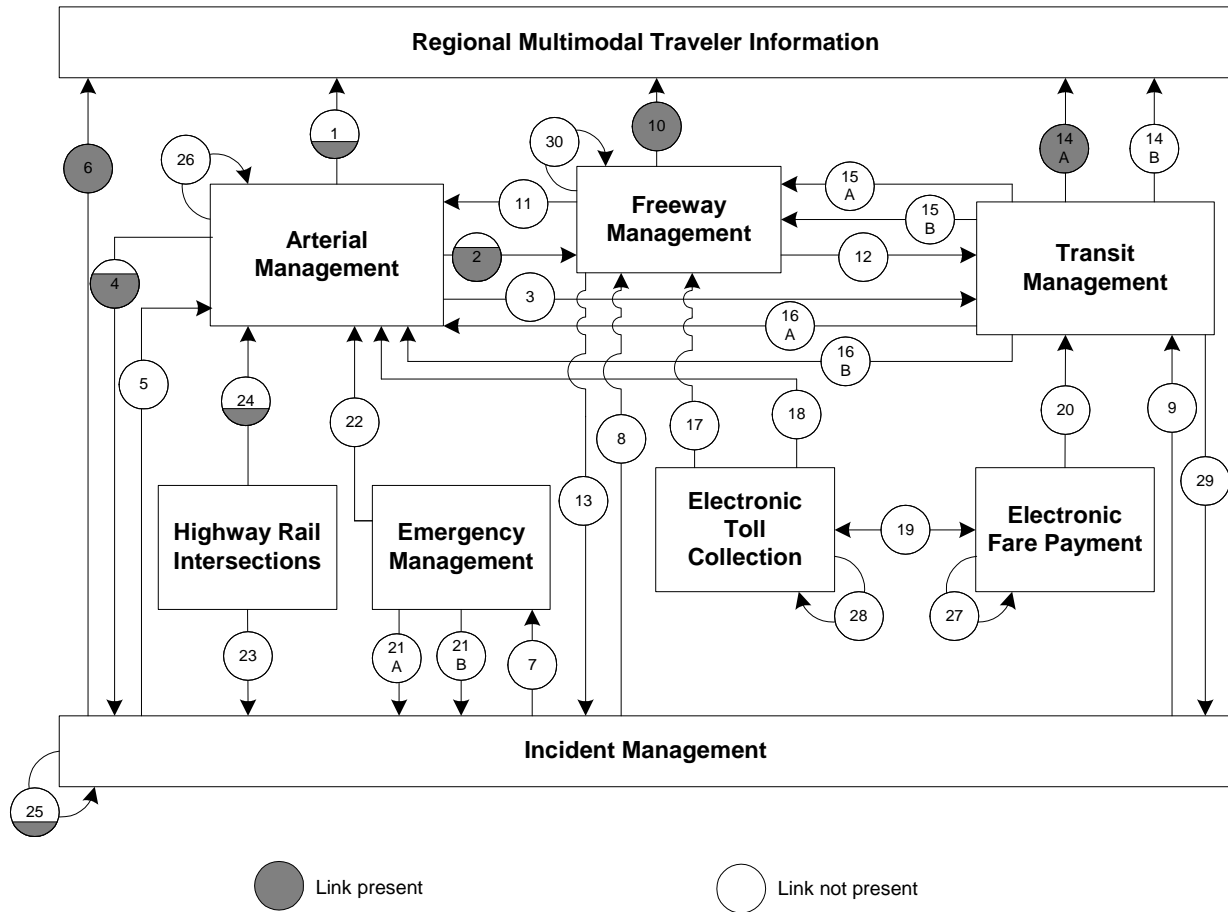 Regional Multimodal Traveler Information
1
10
6
26
30
14
A
14
B
15
A
15
B
11
Freeway
Management
Arterial
Management
Transit
Management
2
12
4
3
16
A
16
B
5
24
22
8
17
18
20
9
13
29
Highway Rail
Intersections
Emergency
Management
Electronic
Toll
Collection
19
Electronic
Fare Payment
28
27
23
21
A
21
B
7
Incident Management
25
Link present
Link not present